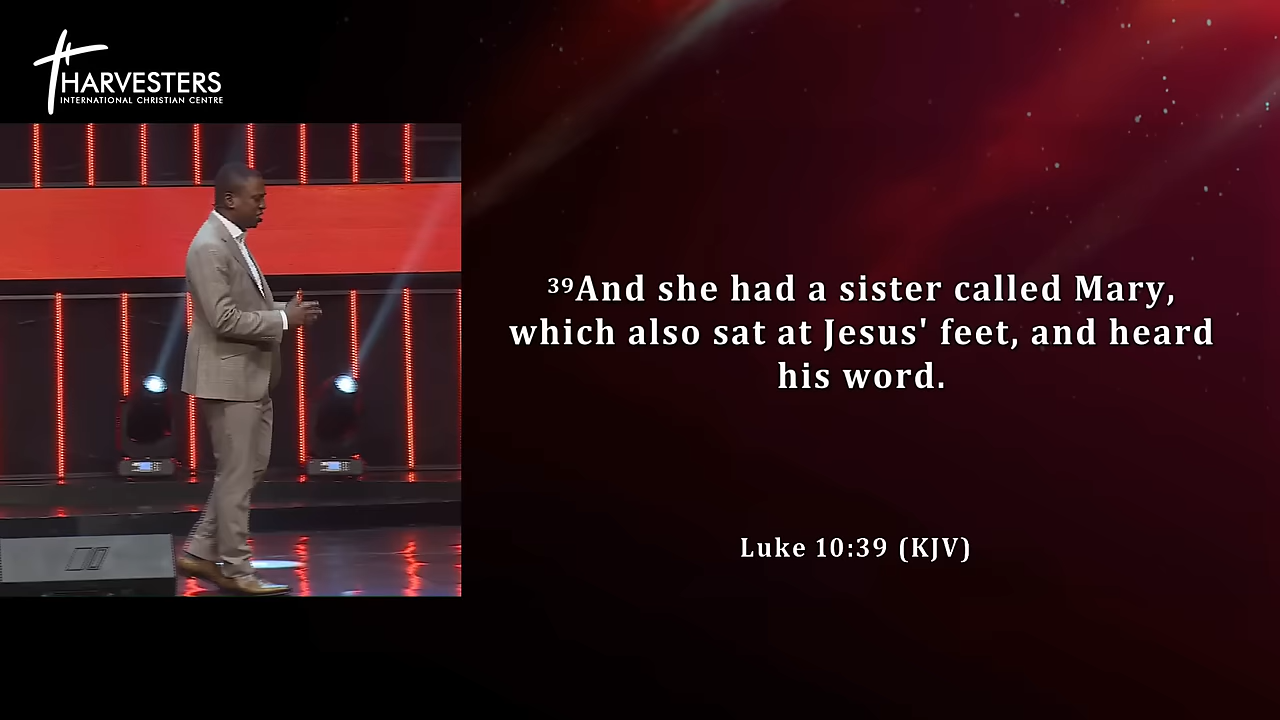 HARVESTERS
INTERNATIONAL CHRISTIAN CENTRE
³⁹And she had a sister called Mary,
which also sat at Jesus' feet, and heard
his word.
Luke 10:39 (KJV)